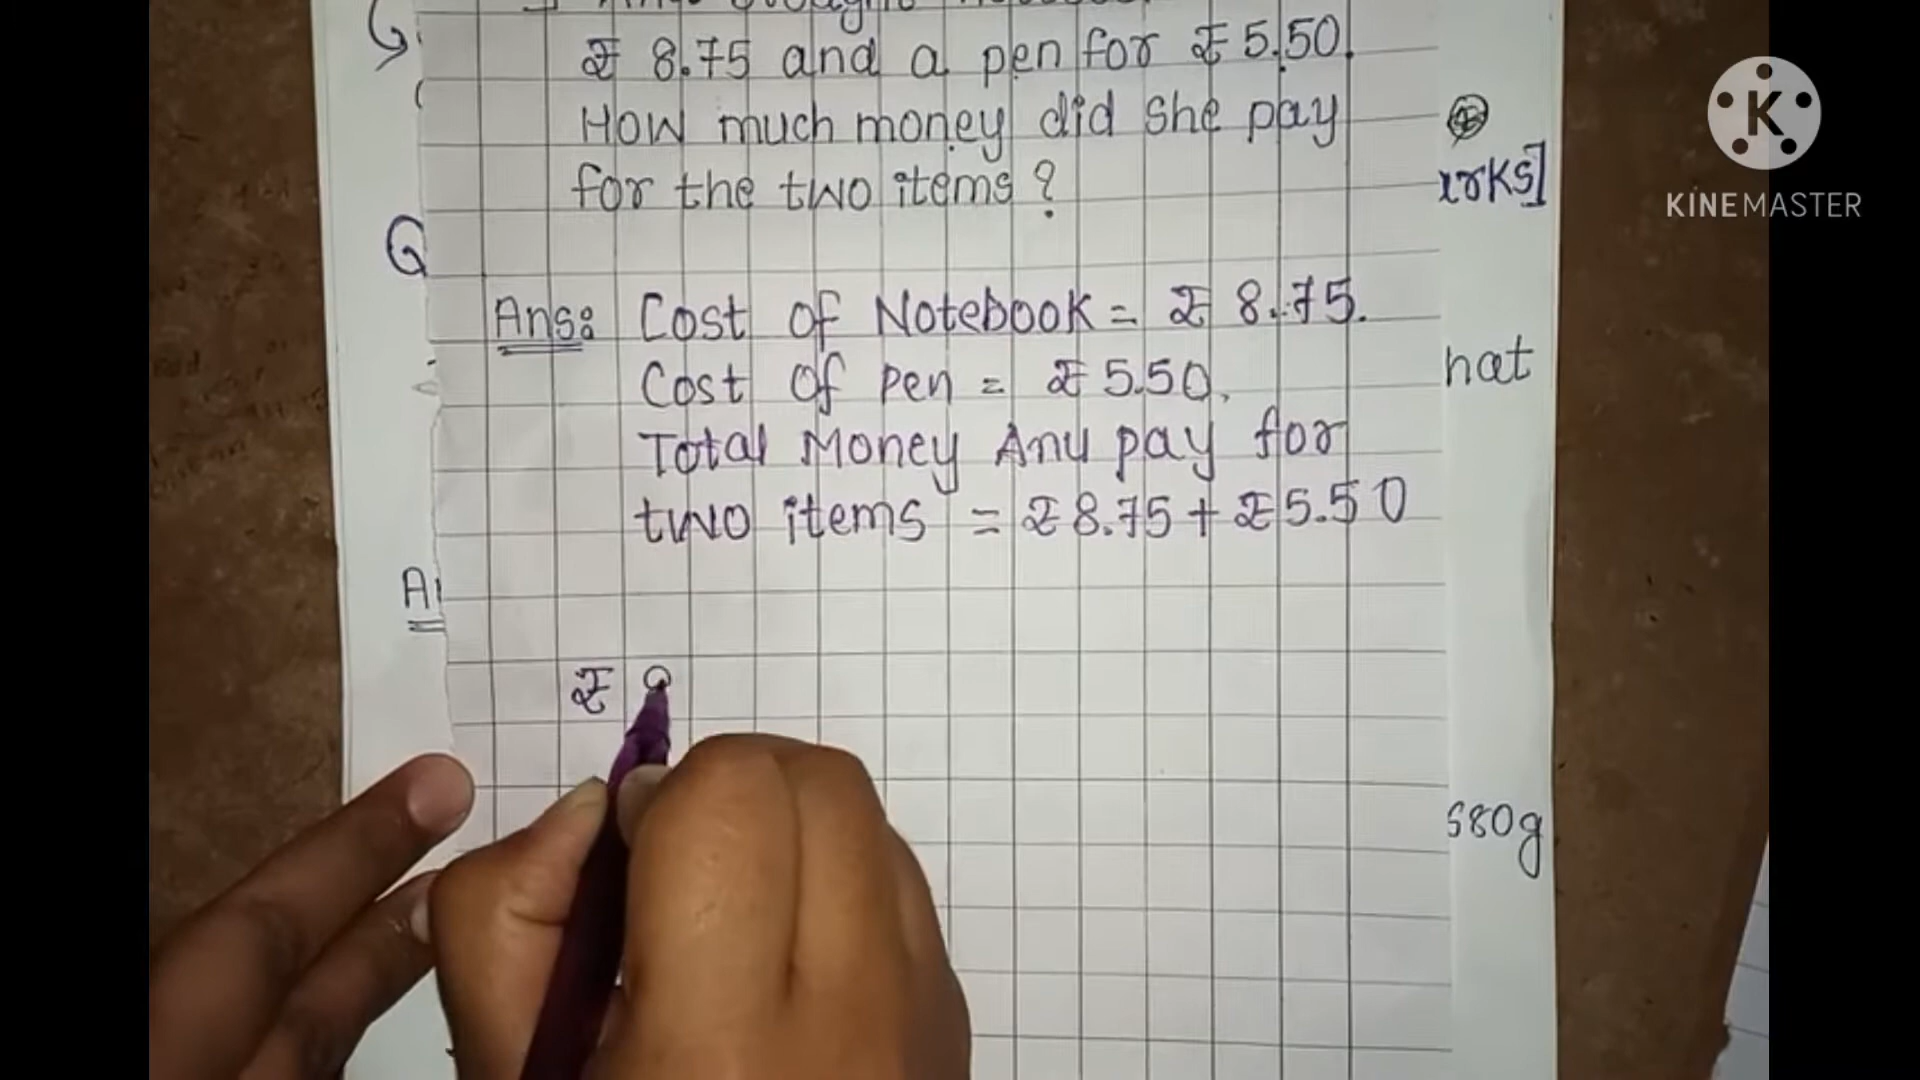 ₹ 8.75 and a pen for ₹ 5.50.
How much money did she pay
for the two items?
Ans: Cost of Notebook = ₹ 8.75.
Cost of pen = ₹ 5.50.
Total Money Anu pay for
two items = ₹ 8.75 + ₹ 5.50
₹
Q
rks]
hat
580g
K
KINEMASTER